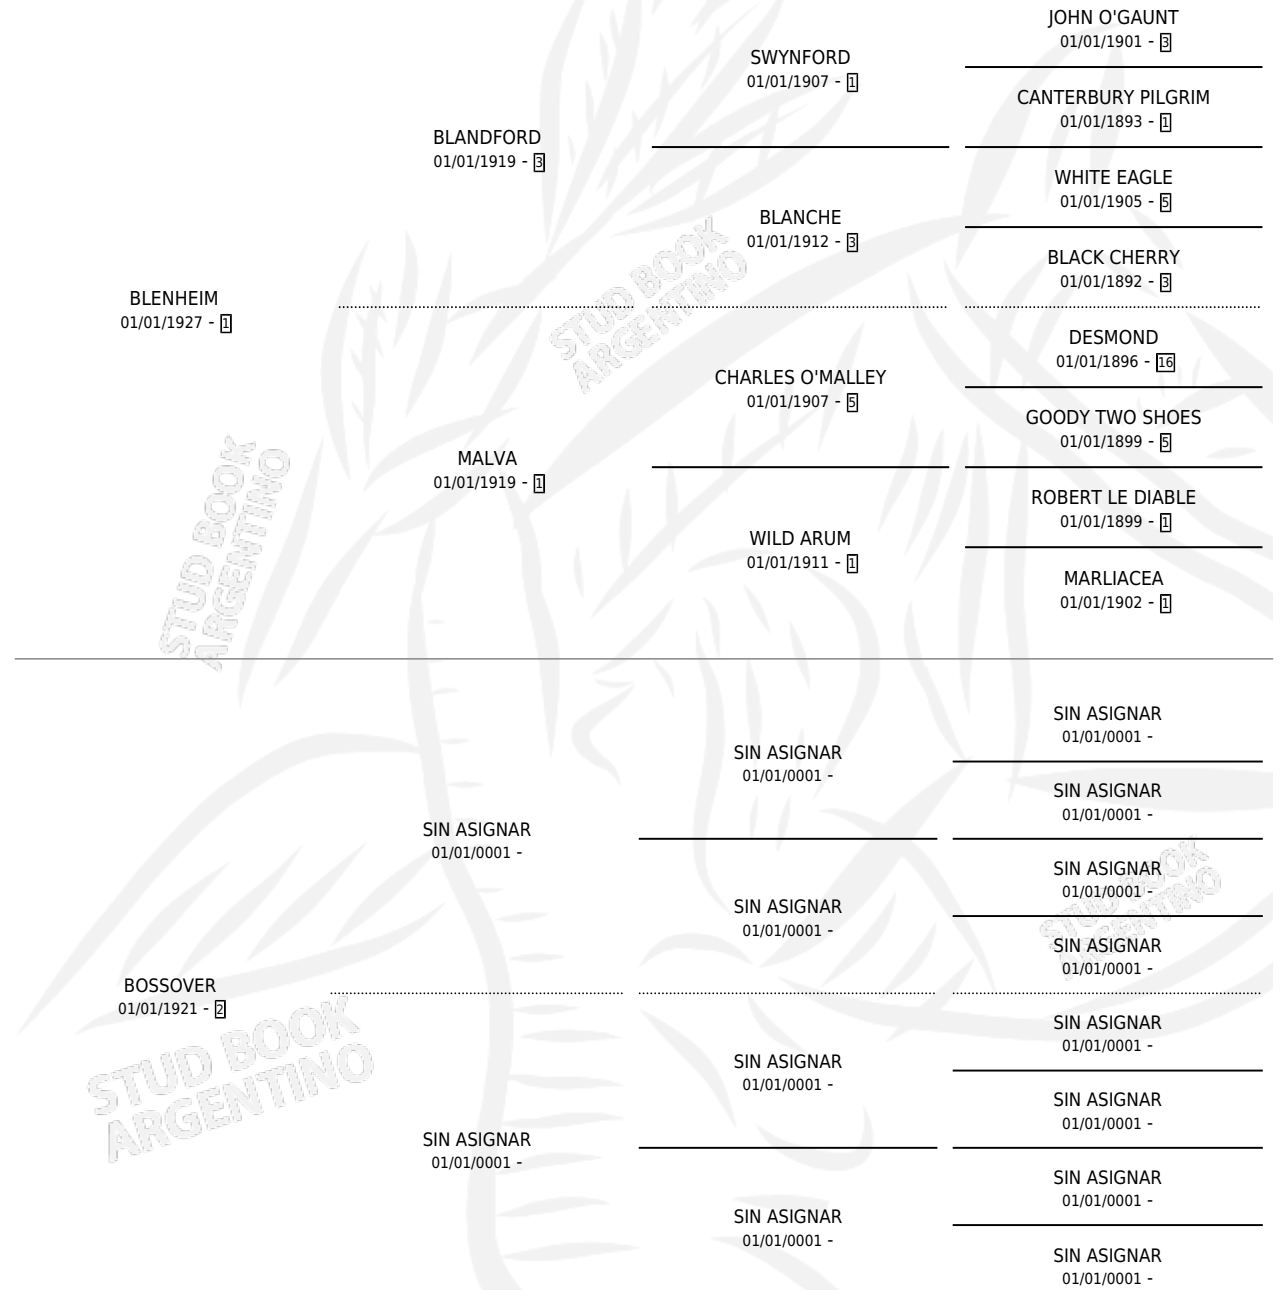 JOHN O'GAUNT
01/01/1901 - 3
SWYNFORD
01/01/1907 - 1
CANTERBURY PILGRIM
01/01/1893 - 1
BLANDFORD
01/01/1919 - 3
WHITE EAGLE
01/01/1905 - 5
BLANCHE
01/01/1912 - 3
BLACK CHERRY
01/01/1892 - 3
BLENHEIM
01/01/1927 - 1
DESMOND
01/01/1896 - 16
CHARLES O'MALLEY
01/01/1907 - 5
GOODY TWO SHOES
01/01/1899 - 5
MALVA
01/01/1919 - 1
ROBERT LE DIABLE
01/01/1899 - 1
WILD ARUM
01/01/1911 - 1
MARLIACEA
01/01/1902 - 1
STUD BOOK
ARGENTINO
STUD BOOK
ARGENTINO
SIN ASIGNAR
01/01/0001 -
SIN ASIGNAR
01/01/0001 -
SIN ASIGNAR
01/01/0001 -
SIN ASIGNAR
01/01/0001 -
SIN ASIGNAR
01/01/0001 -
SIN ASIGNAR
01/01/0001 -
SIN ASIGNAR
01/01/0001 -
BOSSOVER
01/01/1921 - 2
SIN ASIGNAR
01/01/0001 -
SIN ASIGNAR
01/01/0001 -
SIN ASIGNAR
01/01/0001 -
SIN ASIGNAR
01/01/0001 -
SIN ASIGNAR
01/01/0001 -
SIN ASIGNAR
01/01/0001 -
SIN ASIGNAR
01/01/0001 -
STUD BOOK
ARGENTINO
STUD BOOK
ARGENTINO